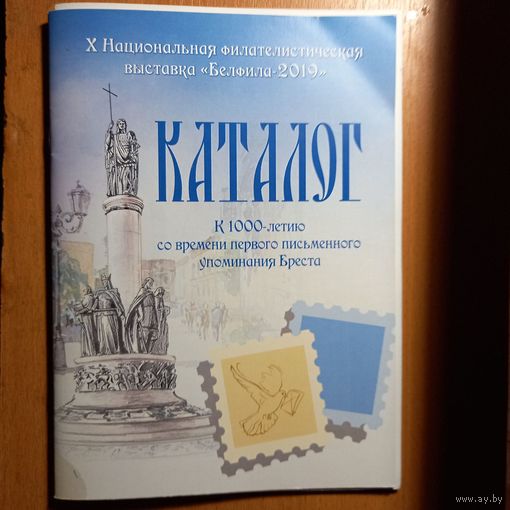 X Национальная филателистическая
выставка «Белфила-2019»
КАТАЛОГ
К 1000-летию
со времени первого письменного
упоминания Бреста
www.ay.by